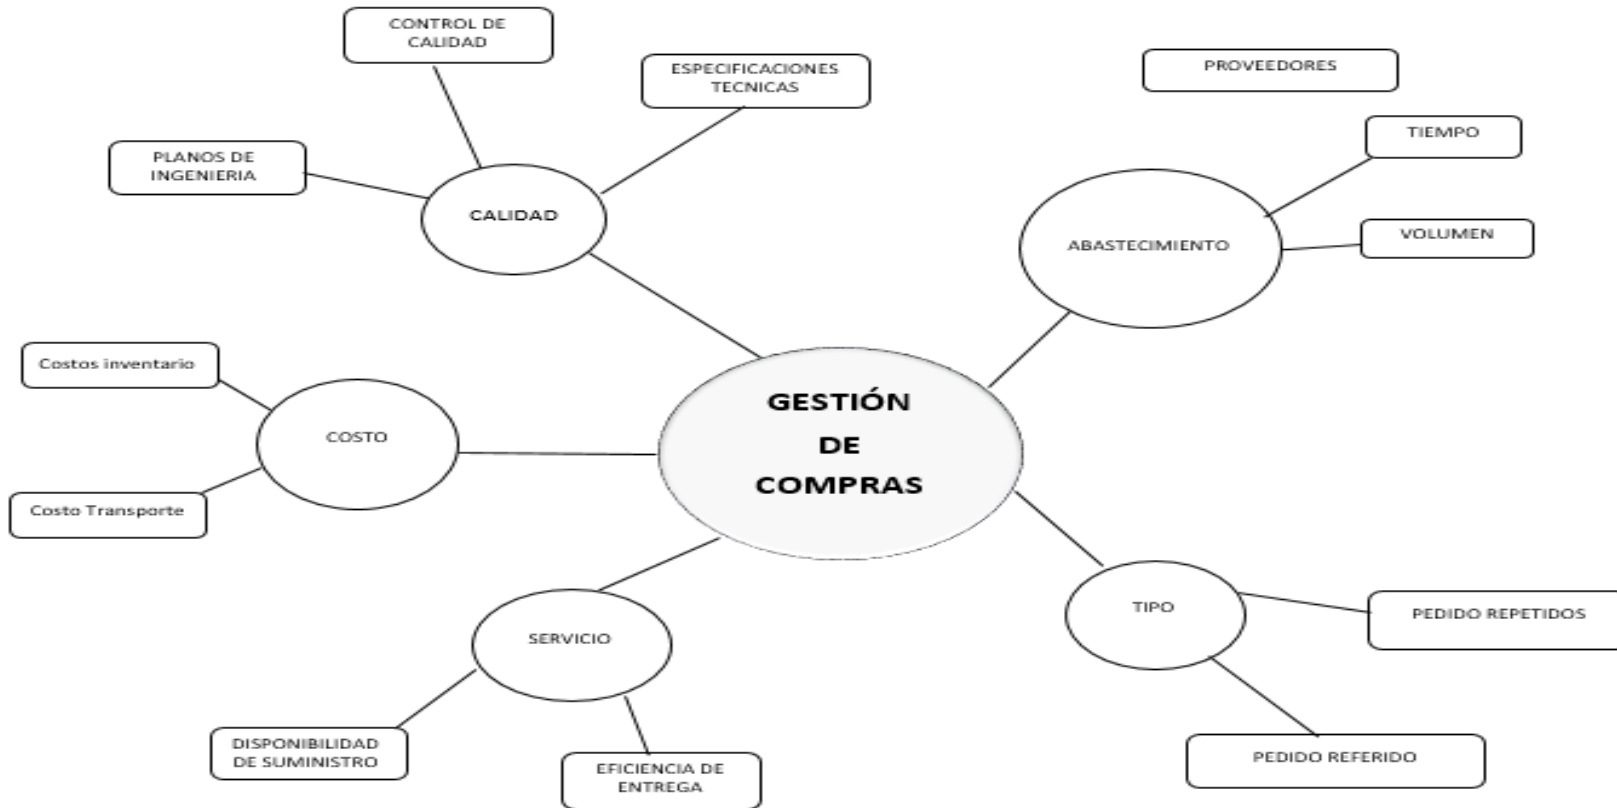 CONTROL DE
CALIDAD
ESPECIFICACIONES
TECNICAS
PROVEEDORES
TIEMPO
PLANOS DE
INGENIERIA
CALIDAD
ABASTECIMIENTO
VOLUMEN
Costos inventario
COSTO
Costo Transporte
GESTIÓN
DE
COMPRAS
SERVICIO
TIPO
PEDIDO REPETIDOS
DISPONIBILIDAD
DE SUMINISTRO
EFICIENCIA DE
ENTREGA
PEDIDO REFERIDO